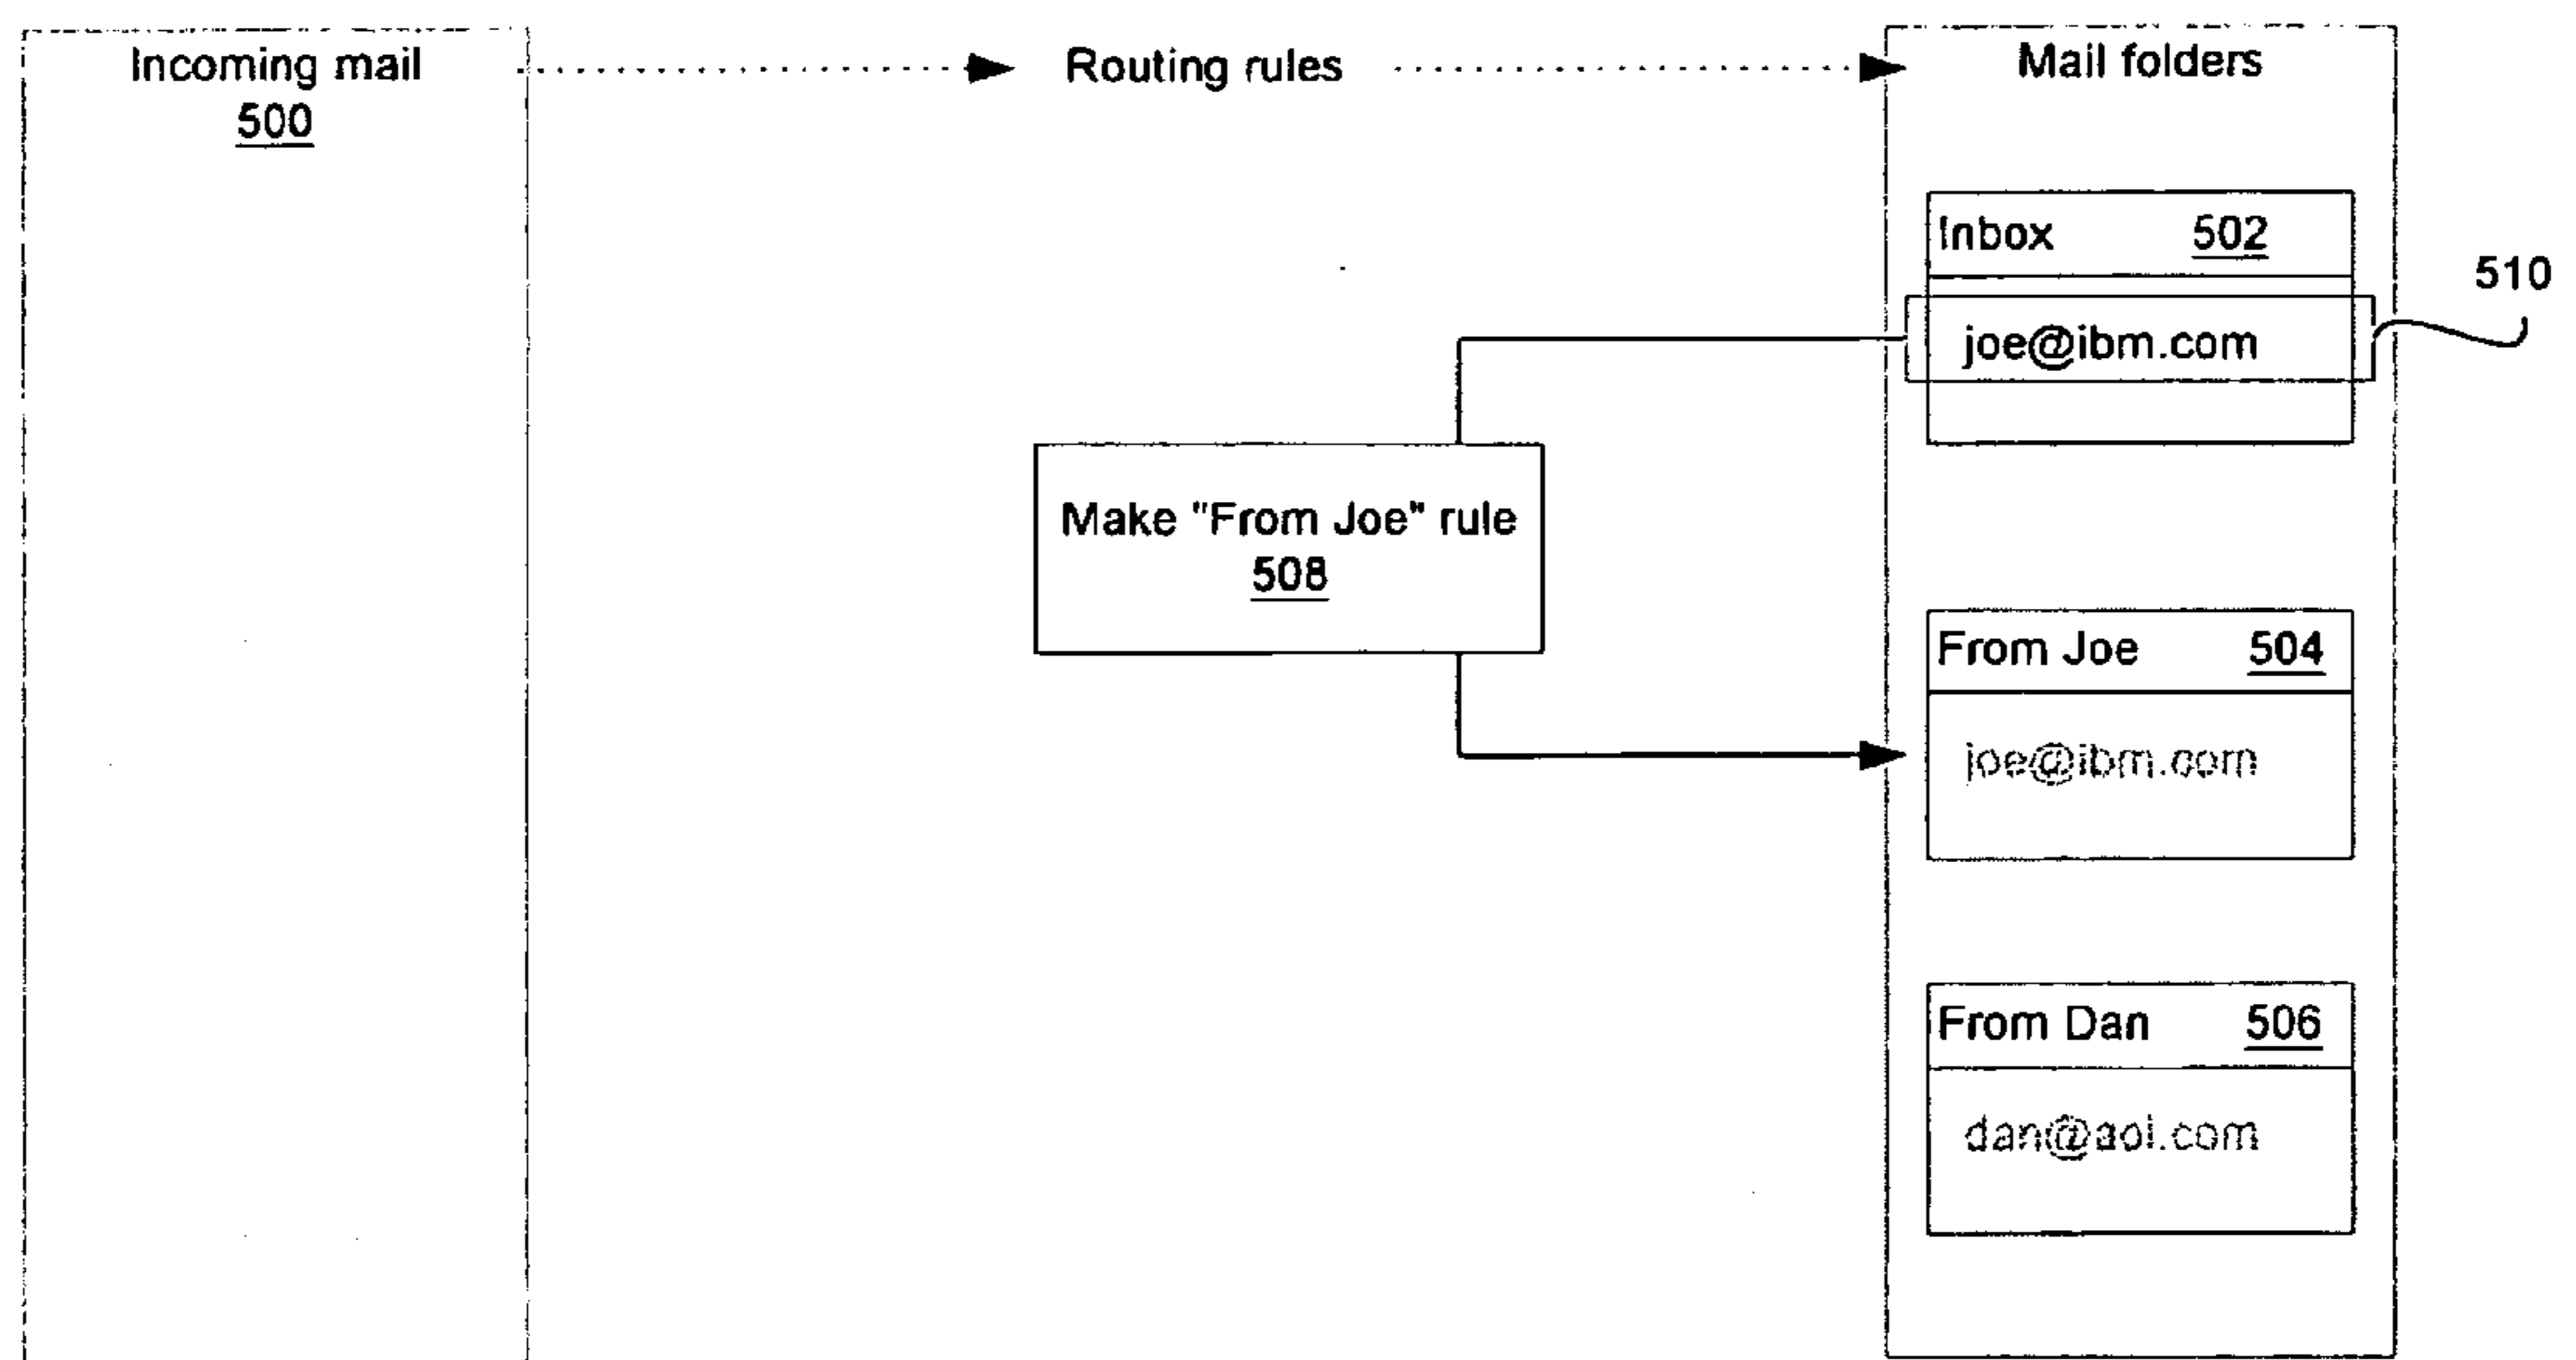 Incoming mail
500
Routing rules
Mail folders
Inbox 502
510
joe@ibm.com
Make "From Joe" rule
508
From Joe 504
joe@ibm.com
From Dan 506
dan@aol.com